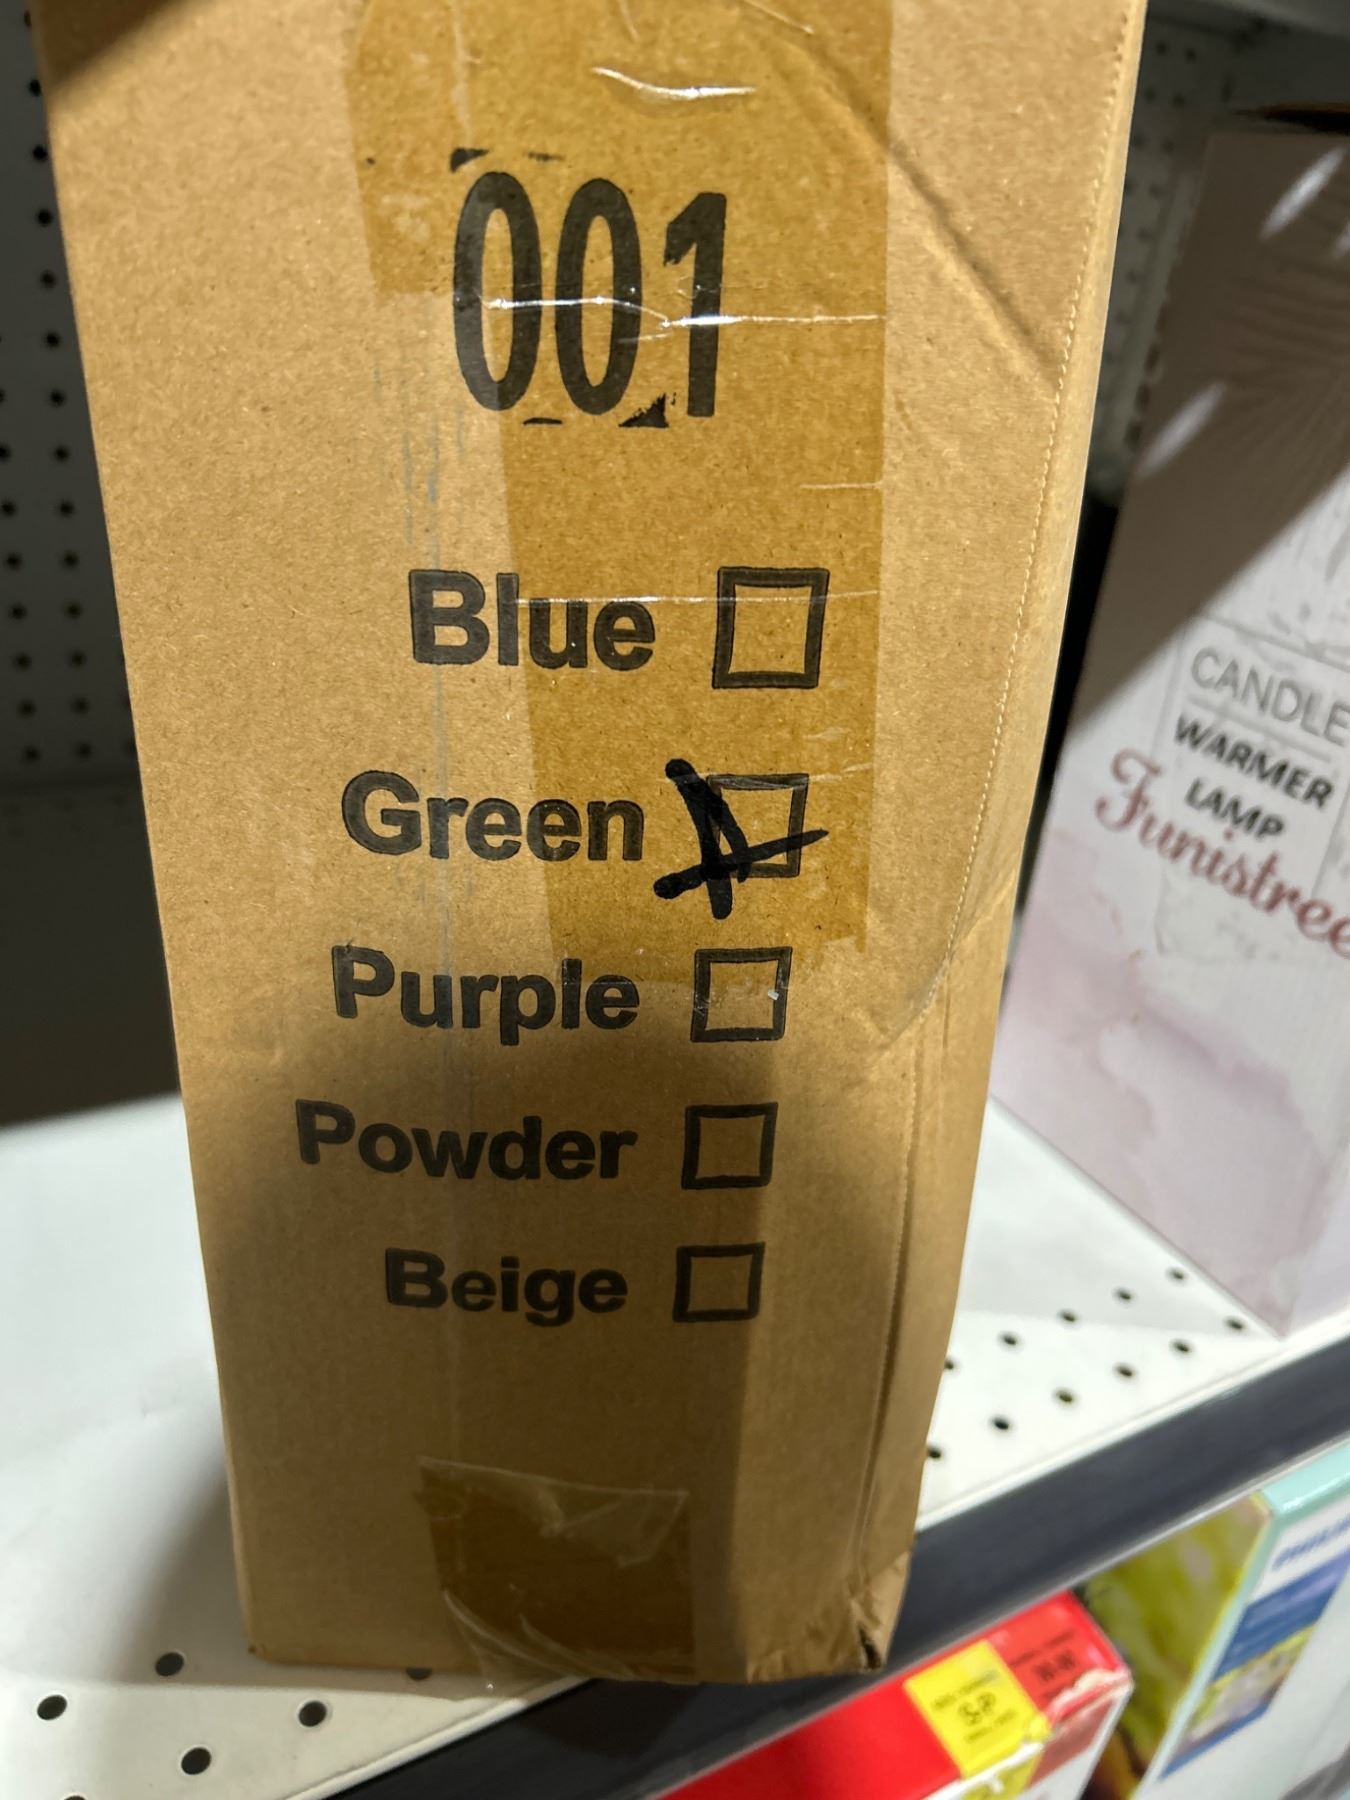 001
Blue
Green
Purple
Powder
Beige
CANDLE
WARMER
LAMP
Funistree